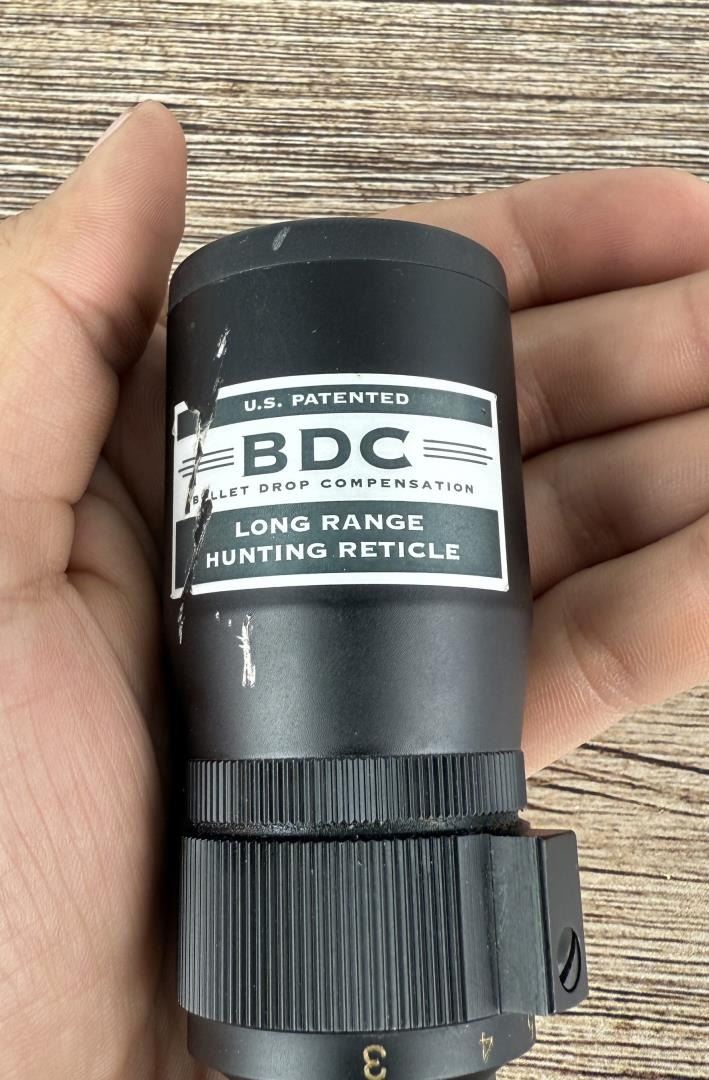 U.S. PATENTED
BDC
BULLET DROP COMPENSATION
LONG RANGE
HUNTING RETICLE
4
3